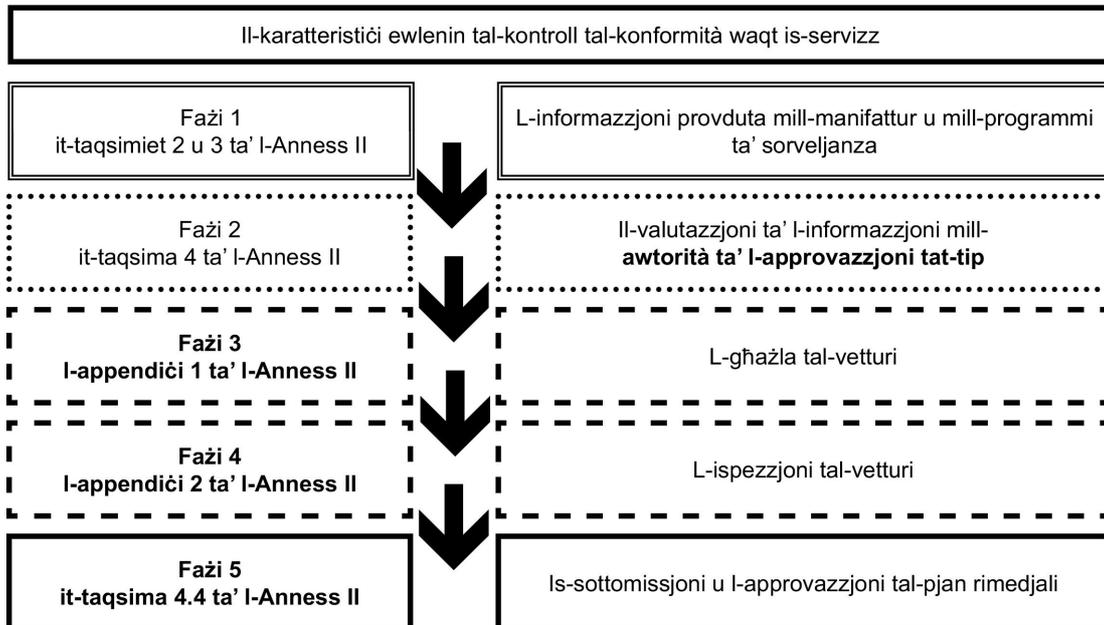 Il-karatteristiċi ewlenin tal-kontroll tal-konformità waqt is-servizz
Fażi 1
it-taqsimiet 2 u 3 ta’ l-Anness II
L-informazzjoni provduta mill-manifattur u mill-programmi
ta’ sorveljanza
Fażi 2
it-taqsima 4 ta’ l-Anness II
Il-valutazzjoni ta’ l-informazzjoni mill-
awtorità ta’ l-approvazzjoni tat-tip
Fażi 3
l-appendiċi 1 ta’ l-Anness II
L-għażla tal-vetturi
Fażi 4
l-appendiċi 2 ta’ l-Anness II
L-ispezzjoni tal-vetturi
Fażi 5
it-taqsima 4.4 ta’ l-Anness II
Is-sottomissjoni u l-approvazzjoni tal-pjan rimedjali